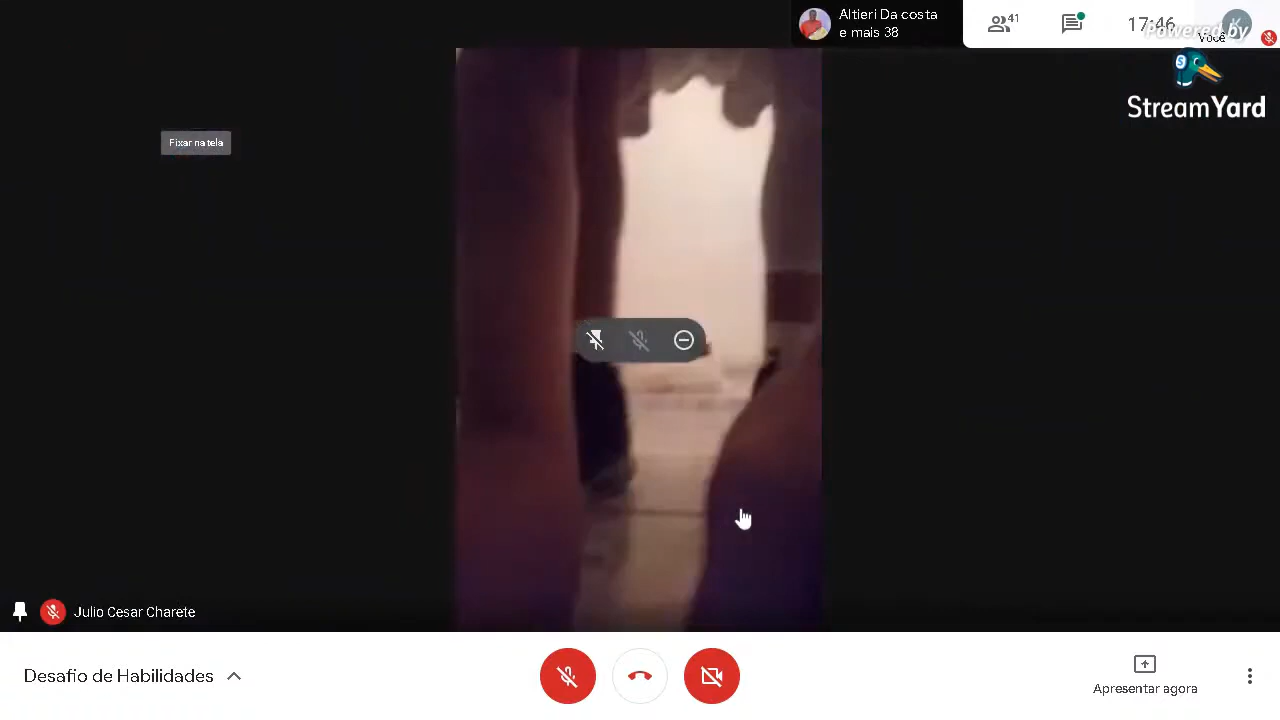 Altieri Da costa
e mais 38
41
17:46
Powered by
Você
StreamYard
Fixar na tela
Julio Cesar Charete
Desafio de Habilidades
Apresentar agora